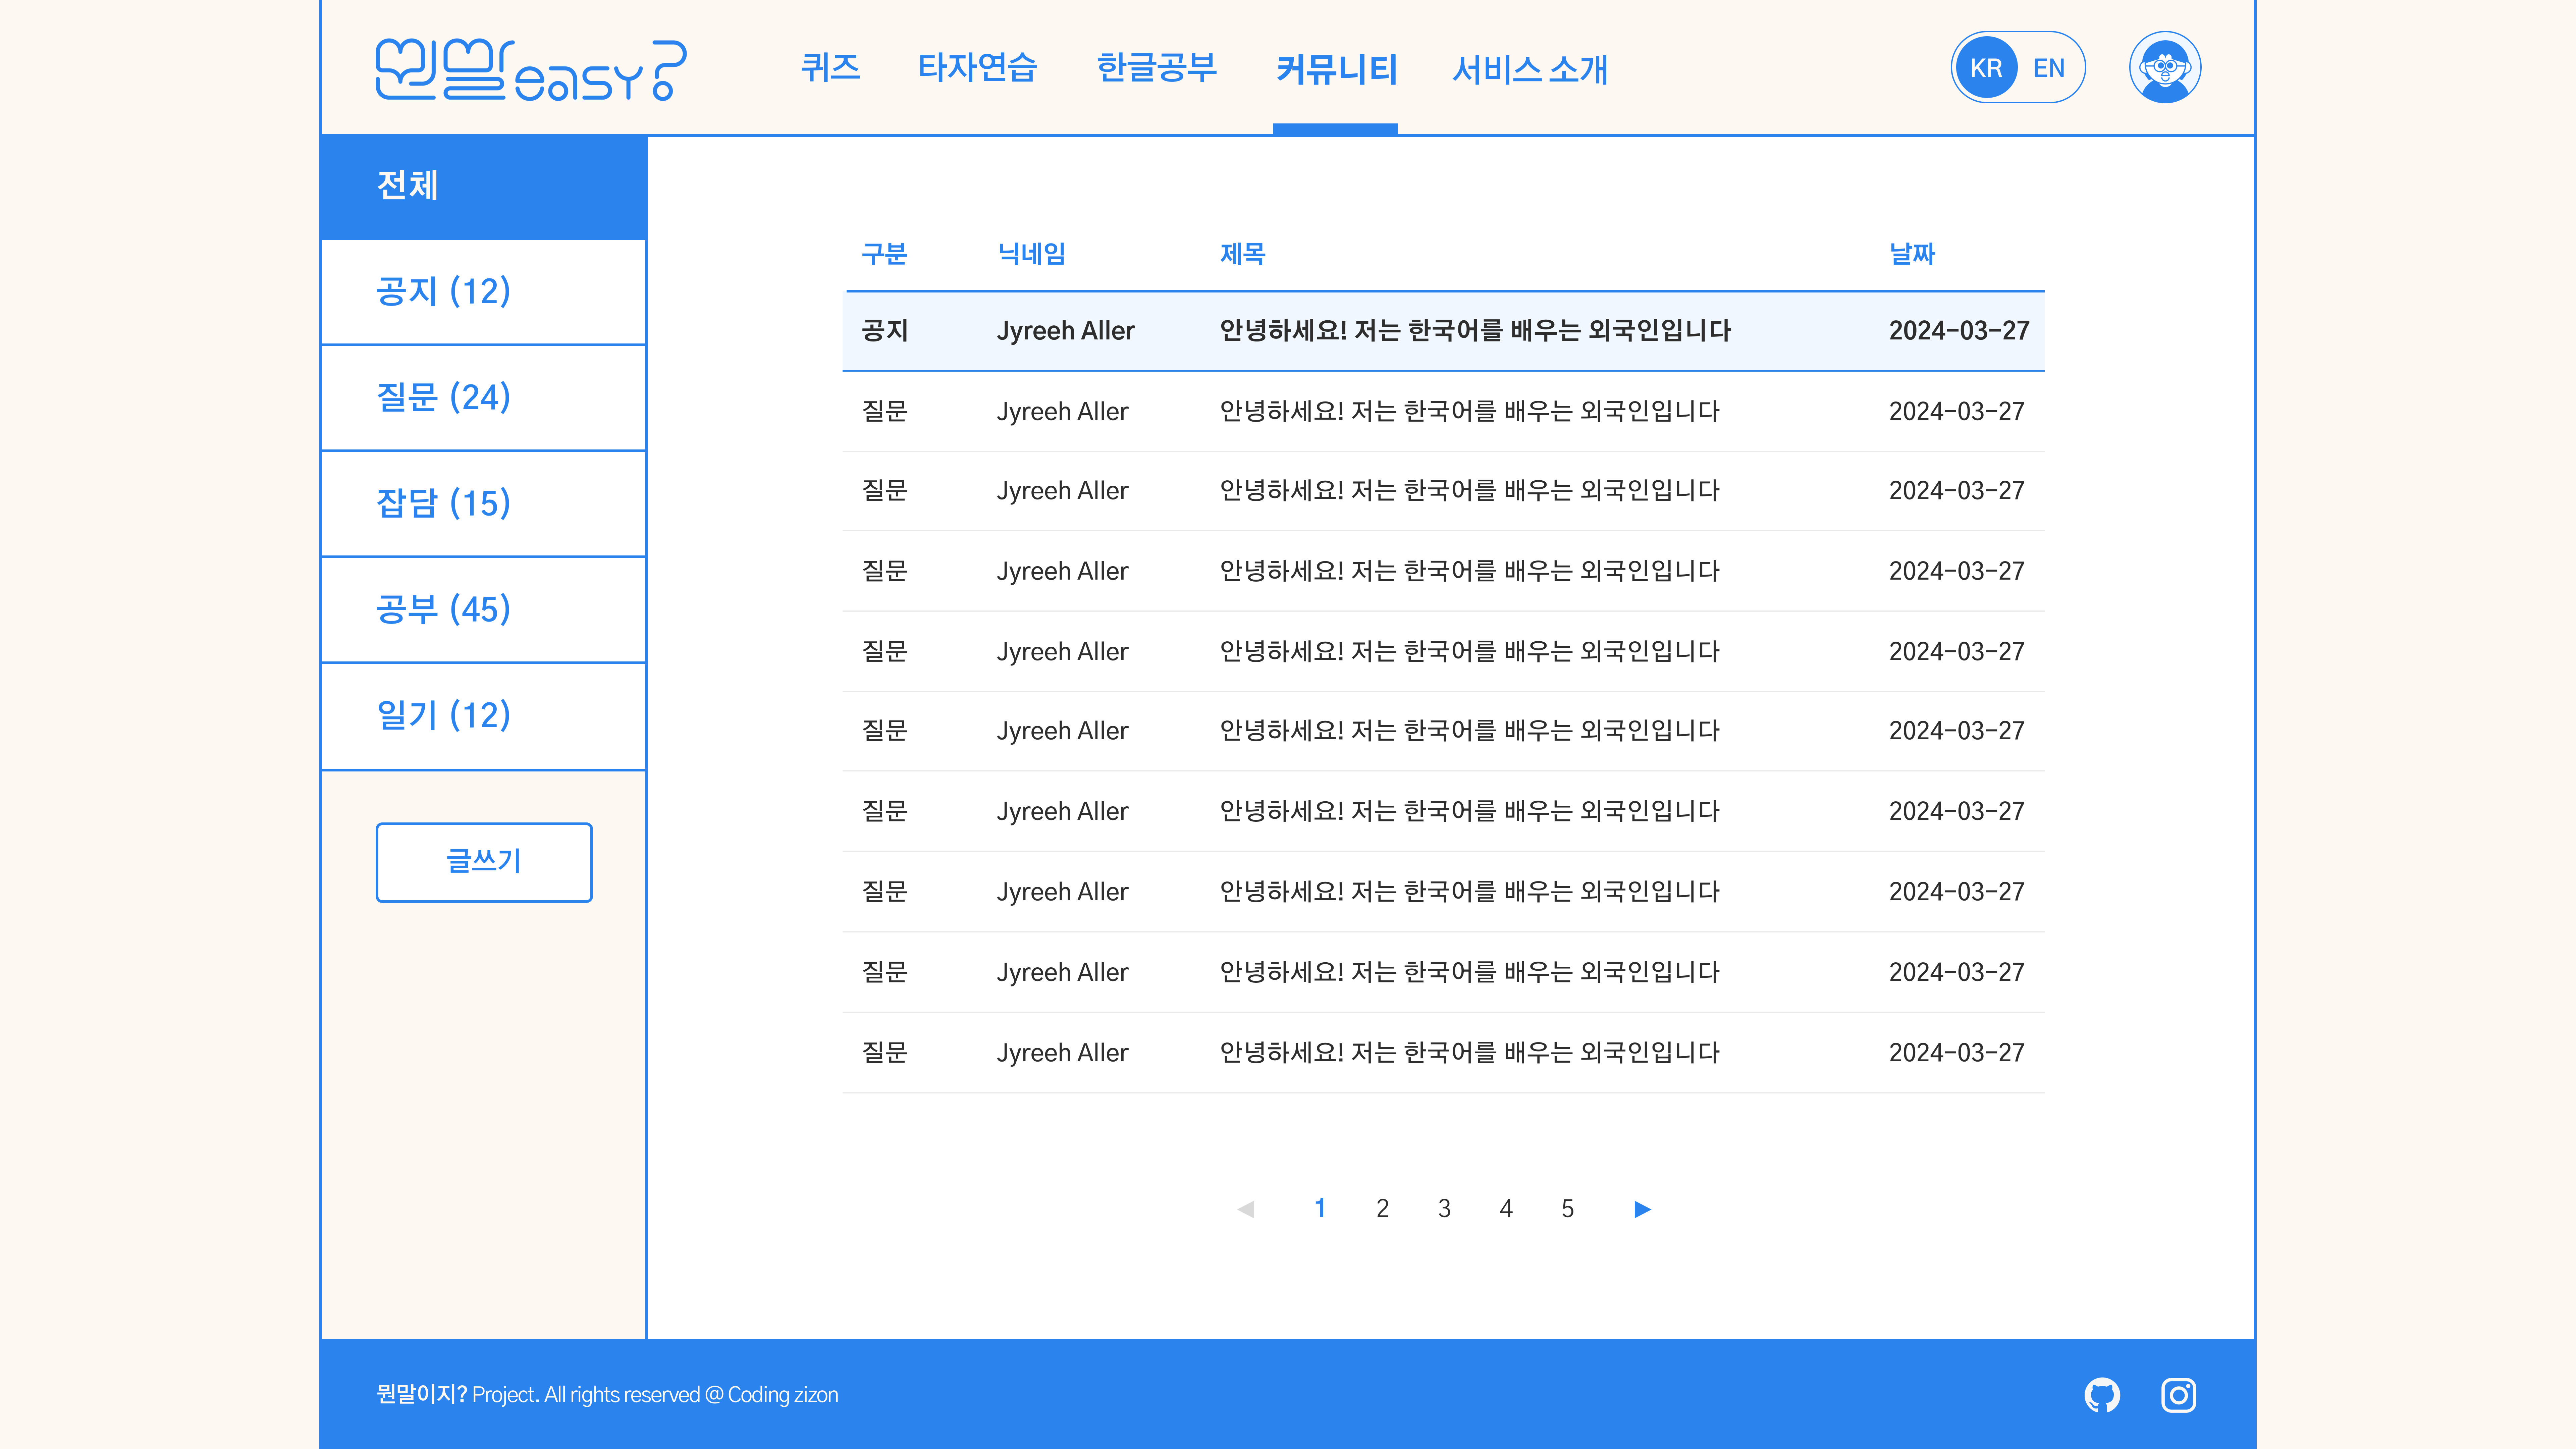 뭔말easy?
퀴즈 타자연습 한글공부 커뮤니티 서비스 소개
KR EN
전체
공지 (12)
질문 (24)
잡담 (15)
공부 (45)
일기 (12)
글쓰기
구분 닉네임 제목 날짜
공지 Jyreeh Aller 안녕하세요! 저는 한국어를 배우는 외국인입니다 2024-03-27
질문 Jyreeh Aller 안녕하세요! 저는 한국어를 배우는 외국인입니다 2024-03-27
질문 Jyreeh Aller 안녕하세요! 저는 한국어를 배우는 외국인입니다 2024-03-27
질문 Jyreeh Aller 안녕하세요! 저는 한국어를 배우는 외국인입니다 2024-03-27
질문 Jyreeh Aller 안녕하세요! 저는 한국어를 배우는 외국인입니다 2024-03-27
질문 Jyreeh Aller 안녕하세요! 저는 한국어를 배우는 외국인입니다 2024-03-27
질문 Jyreeh Aller 안녕하세요! 저는 한국어를 배우는 외국인입니다 2024-03-27
질문 Jyreeh Aller 안녕하세요! 저는 한국어를 배우는 외국인입니다 2024-03-27
질문 Jyreeh Aller 안녕하세요! 저는 한국어를 배우는 외국인입니다 2024-03-27
질문 Jyreeh Aller 안녕하세요! 저는 한국어를 배우는 외국인입니다 2024-03-27
◀ 1 2 3 4 5 ▶
뭔말이지? Project. All rights reserved @ Coding zizon